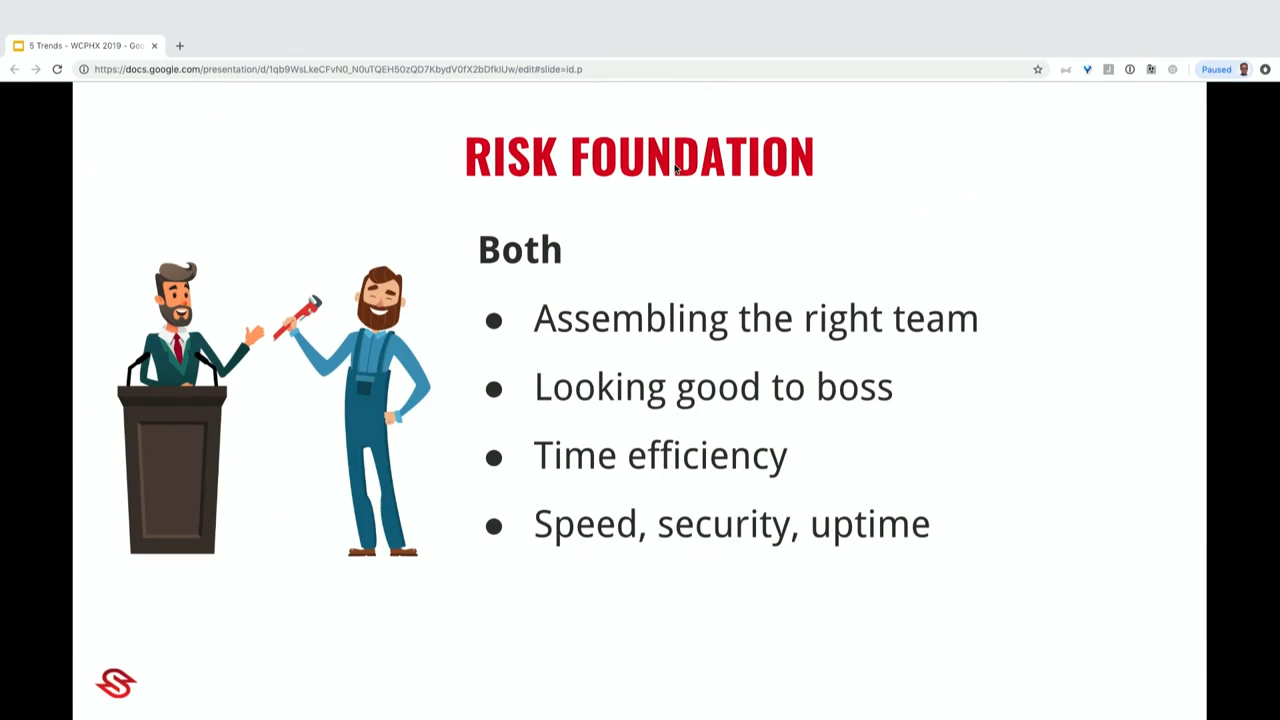 5 Trends - WCPHX 2019 - Goo
https://docs.google.com/presentation/d/1qb9WsLkeCFvN0_N0uTQEH50zQD7KbydV0fX2bDfkIUw/edit#slide=id.p
Paused
RISK FOUNDATION
Both
● Assembling the right team
● Looking good to boss
● Time efficiency
● Speed, security, uptime